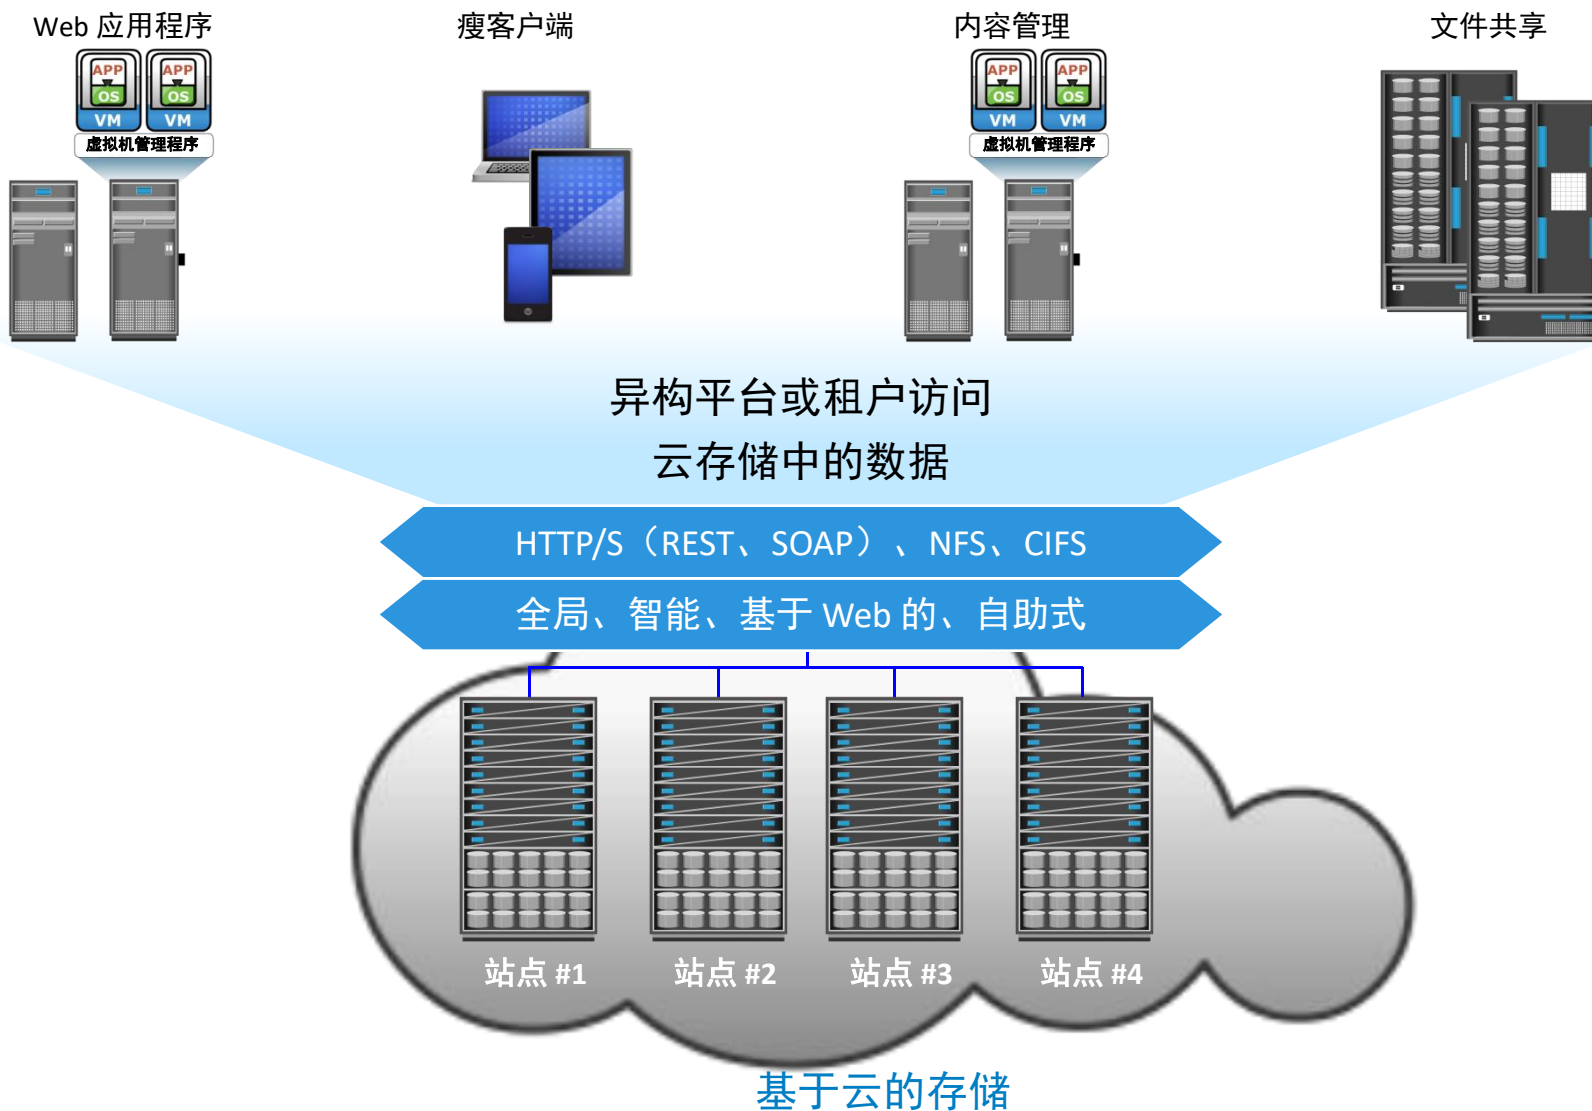 Web 应用程序
瘦客户端
内容管理
文件共享
APP
OS
VM
APP
OS
VM
虚拟机管理程序
APP
OS
VM
APP
OS
VM
虚拟机管理程序
异构平台或租户访问
云存储中的数据
HTTP/S（REST、SOAP）、NFS、CIFS
全局、智能、基于 Web 的、自助式
站点 #1
站点 #2
站点 #3
站点 #4
基于云的存储